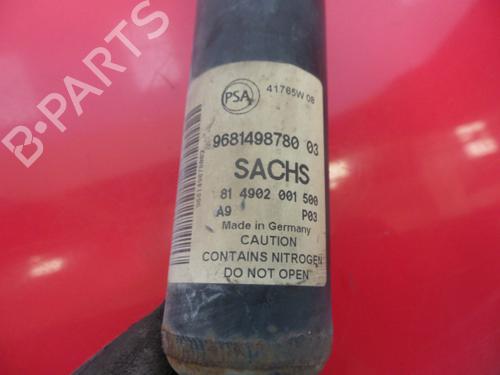 PSA
41765W 08
9681498780 03
SACHS
81 4902 001 500
A9 P03
Made in Germany
CAUTION
CONTAINS NITROGEN
DO NOT OPEN
B-PARTS